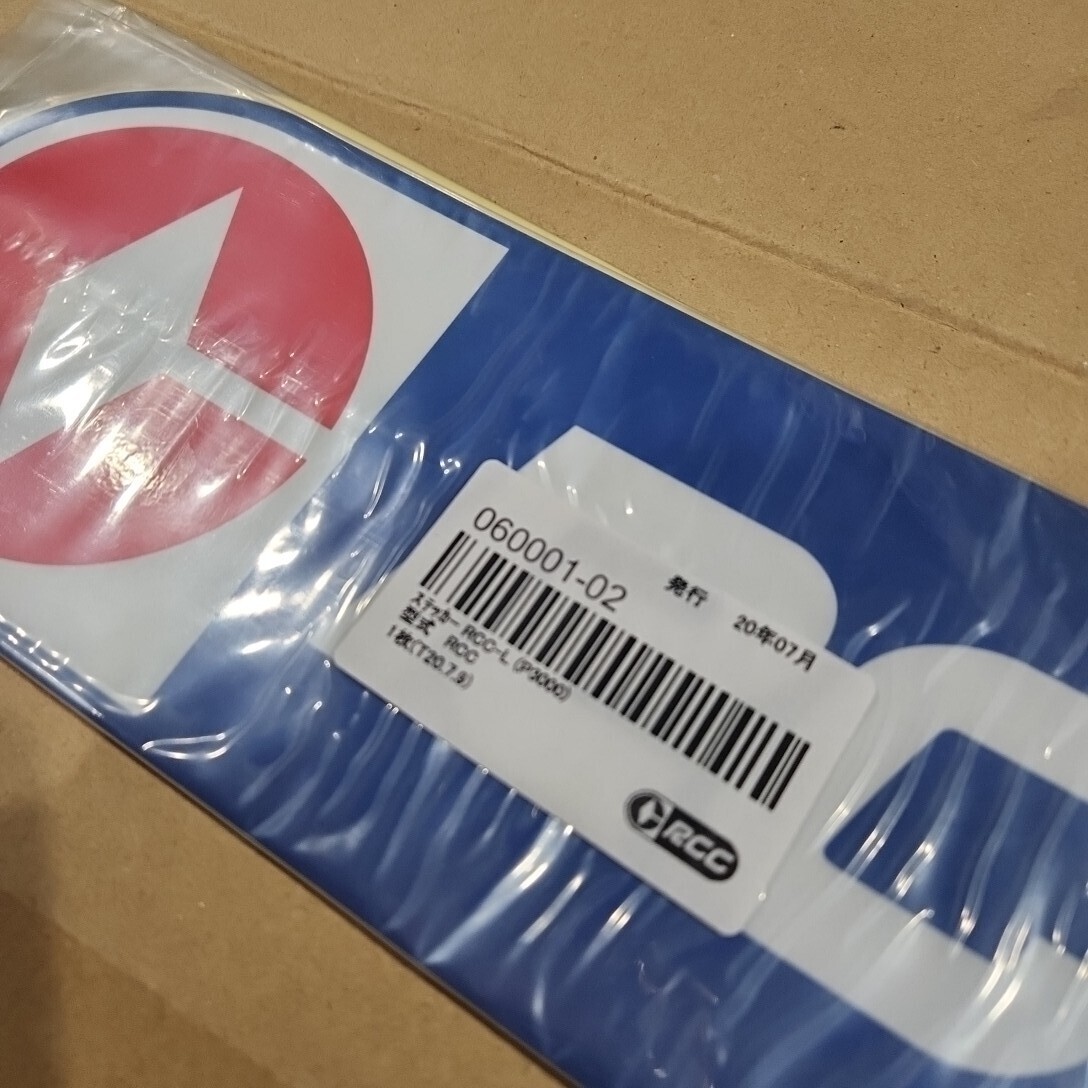 060001-02
発行 20年07月
ステッカー RCC-L (P3000)
型式 RCC
1枚(T20.7.9)
RCC